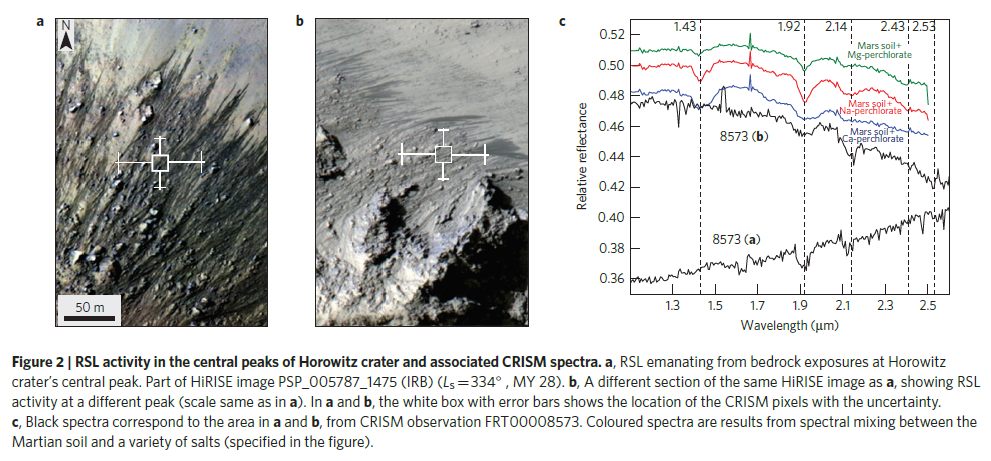 a
N
50 m
b
c
1.43
1.92
2.14
2.43
2.53
0.52
0.50
0.48
0.46
0.44
0.42
0.40
0.38
0.36
Relative reflectance
Mars soil+
Mg-perchlorate
Mars soil+
Na-perchlorate
Mars soil+
Ca-perchlorate
8573 (b)
8573 (a)
1.3
1.5
1.7
1.9
2.1
2.3
2.5
Wavelength (μm)
Figure 2 | RSL activity in the central peaks of Horowitz crater and associated CRISM spectra. a, RSL emanating from bedrock exposures at Horowitz
crater's central peak. Part of HiRISE image PSP_005787_1475 (IRB) (Ls = 334°, MY 28). b, A different section of the same HiRISE image as a, showing RSL
activity at a different peak (scale same as in a). In a and b, the white box with error bars shows the location of the CRISM pixels with the uncertainty.
c, Black spectra correspond to the area in a and b, from CRISM observation FRT00008573. Coloured spectra are results from spectral mixing between the
Martian soil and a variety of salts (specified in the figure).